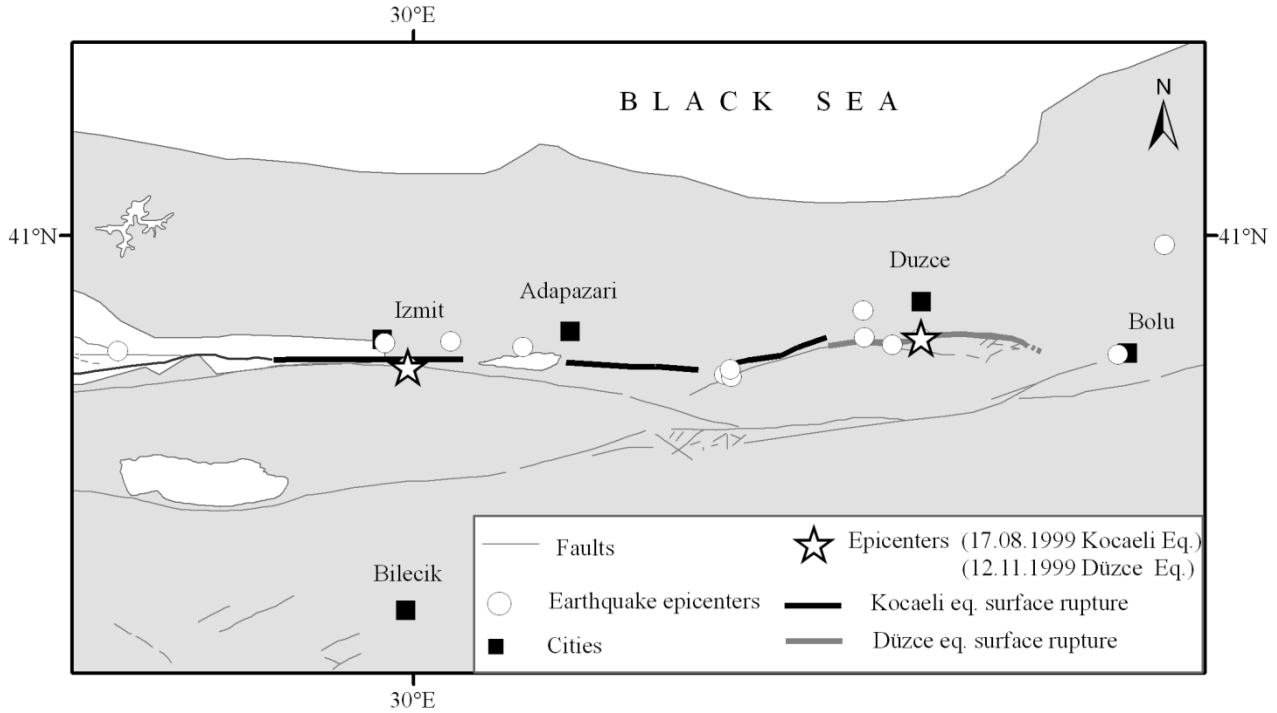 30°E
BLACK SEA
N
41°N
41°N
Duzce
Adapazari
Izmit
Bolu
Bilecik
Faults
Epicenters (17.08.1999 Kocaeli Eq.)
(12.11.1999 Düzce Eq.)
Earthquake epicenters
Kocaeli eq. surface rupture
Cities
Düzce eq. surface rupture
30°E